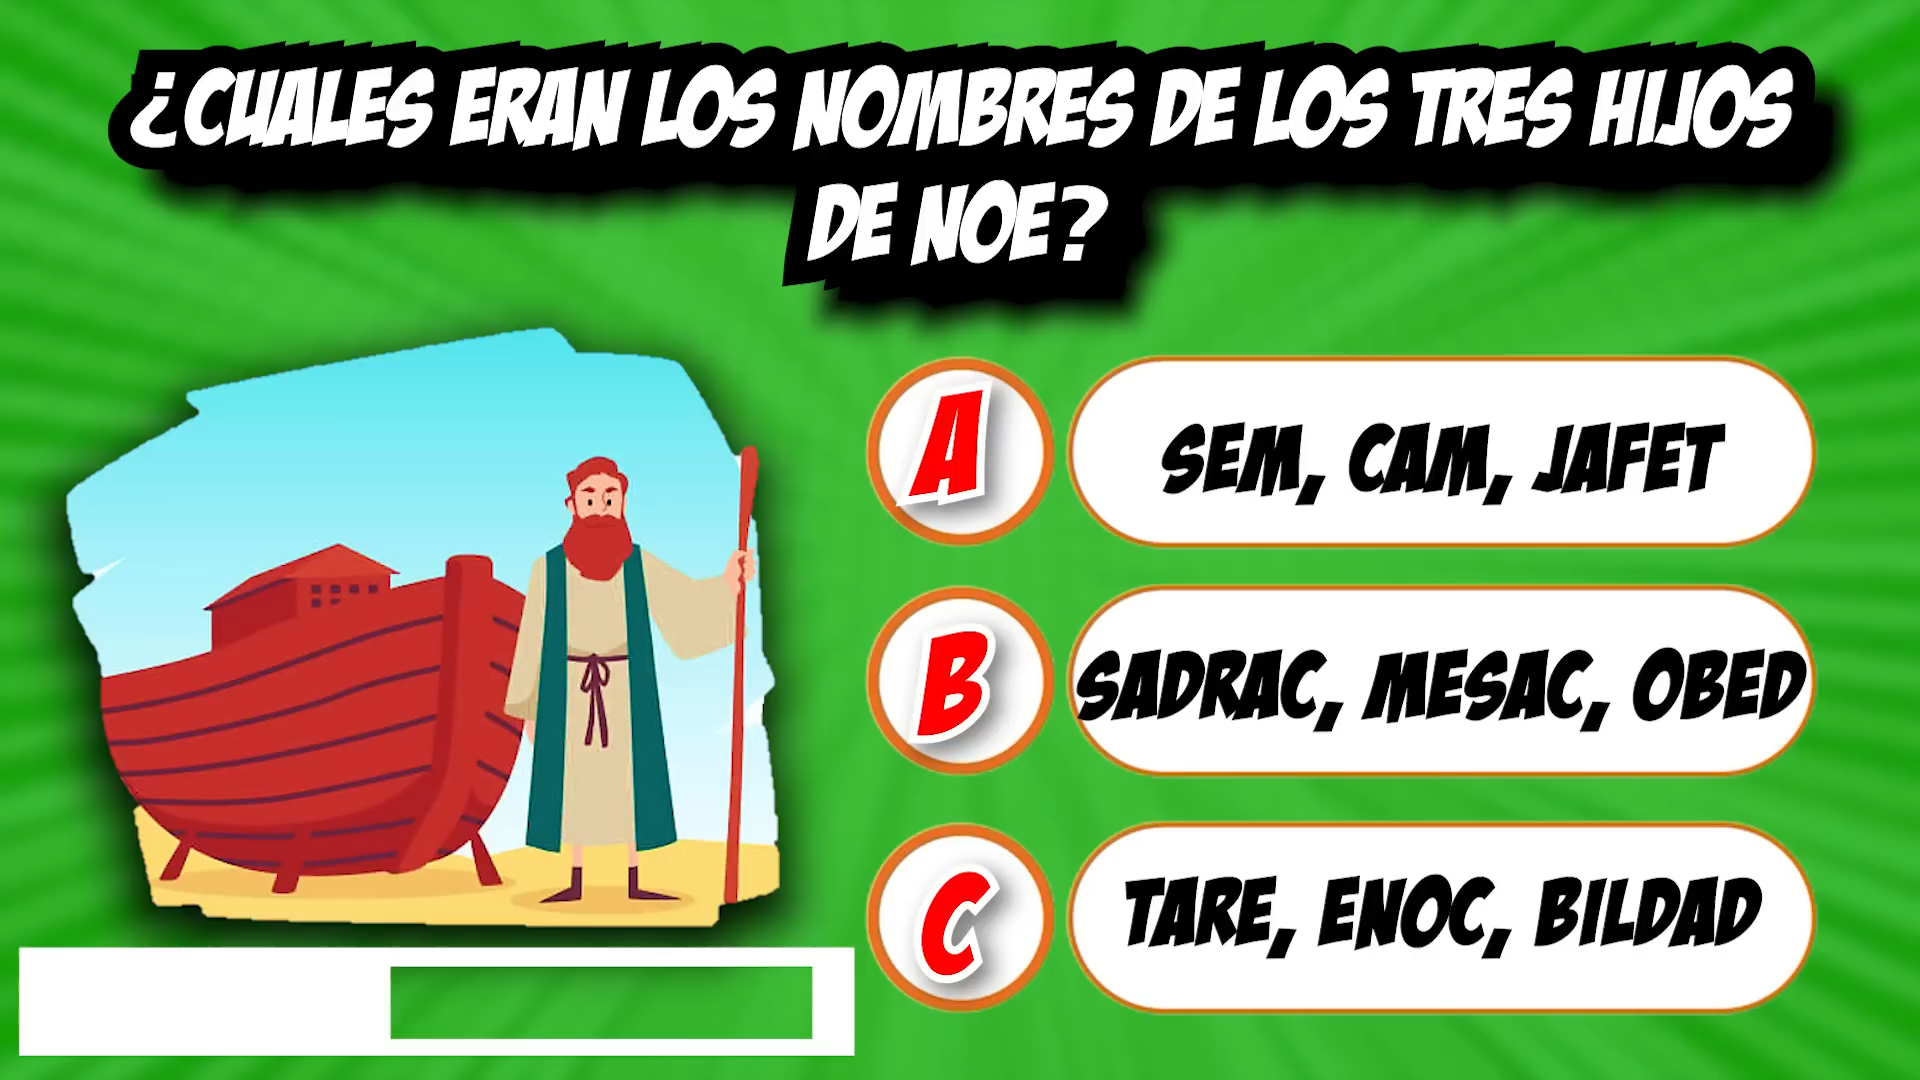 ¿CUALES ERAN LOS NOMBRES DE LOS TRES HIJOS
DE NOE?
A
SEM, CAM, JAFET
B
SADRAC, MESAC, OBED
C
TARE, ENOC, BILDAD